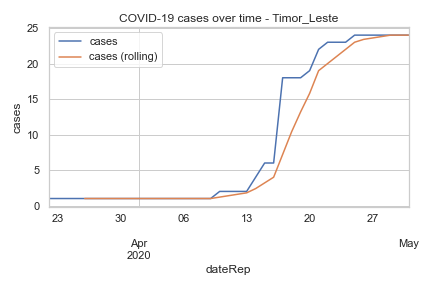 COVID-19 cases over time - Timor_Leste
cases
cases (rolling)
25
20
15
10
5
0
cases
23 30 06 13 20 27
Apr May
2020
dateRep